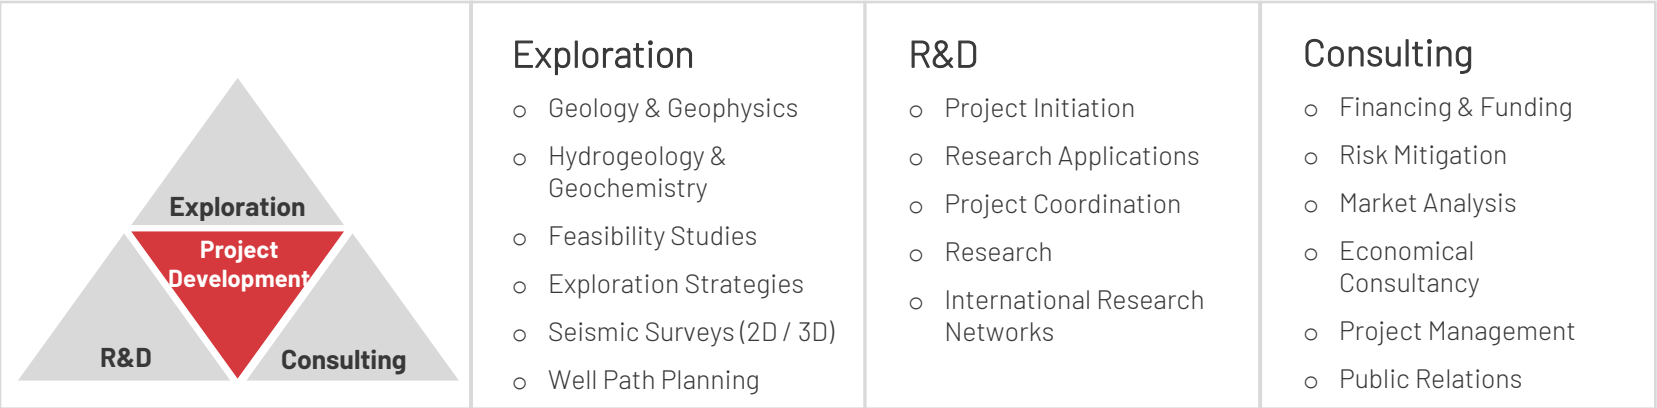 Exploration
Project
Development
R&D
Consulting
Exploration
Geology & Geophysics
Hydrogeology &
Geochemistry
Feasibility Studies
Exploration Strategies
Seismic Surveys (2D / 3D)
Well Path Planning
R&D
Project Initiation
Research Applications
Project Coordination
Research
International Research
Networks
Consulting
Financing & Funding
Risk Mitigation
Market Analysis
Economical
Consultancy
Project Management
Public Relations